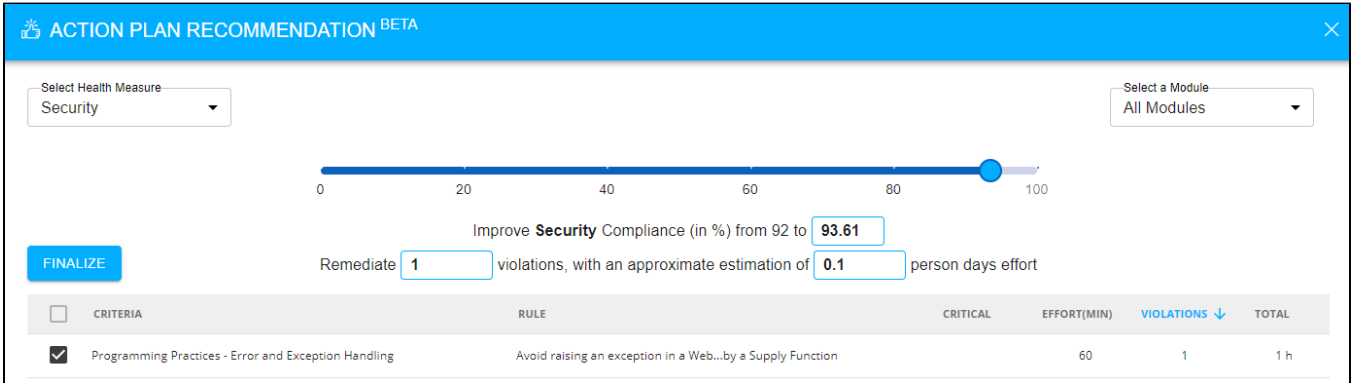 ACTION PLAN RECOMMENDATION BETA
Select Health Measure
Security
Select a Module
All Modules
0 20 40 60 80 100
Improve Security Compliance (in %) from 92 to 93.61
FINALIZE
Remediate 1 violations, with an approximate estimation of 0.1 person days effort
CRITERIA RULE CRITICAL EFFORT(MIN) VIOLATIONS TOTAL
Programming Practices - Error and Exception Handling Avoid raising an exception in a Web...by a Supply Function 60 1 1 h